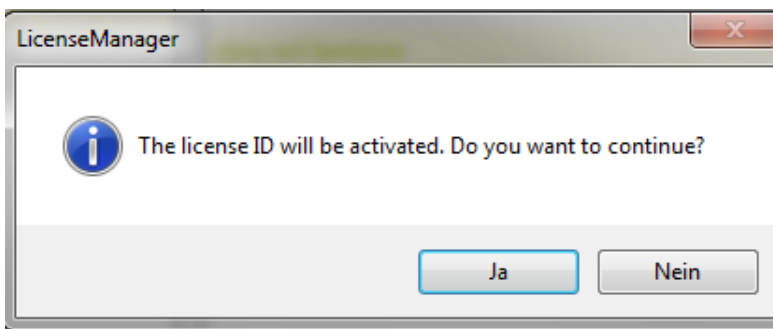 LicenseManager
The license ID will be activated. Do you want to continue?
Ja Nein